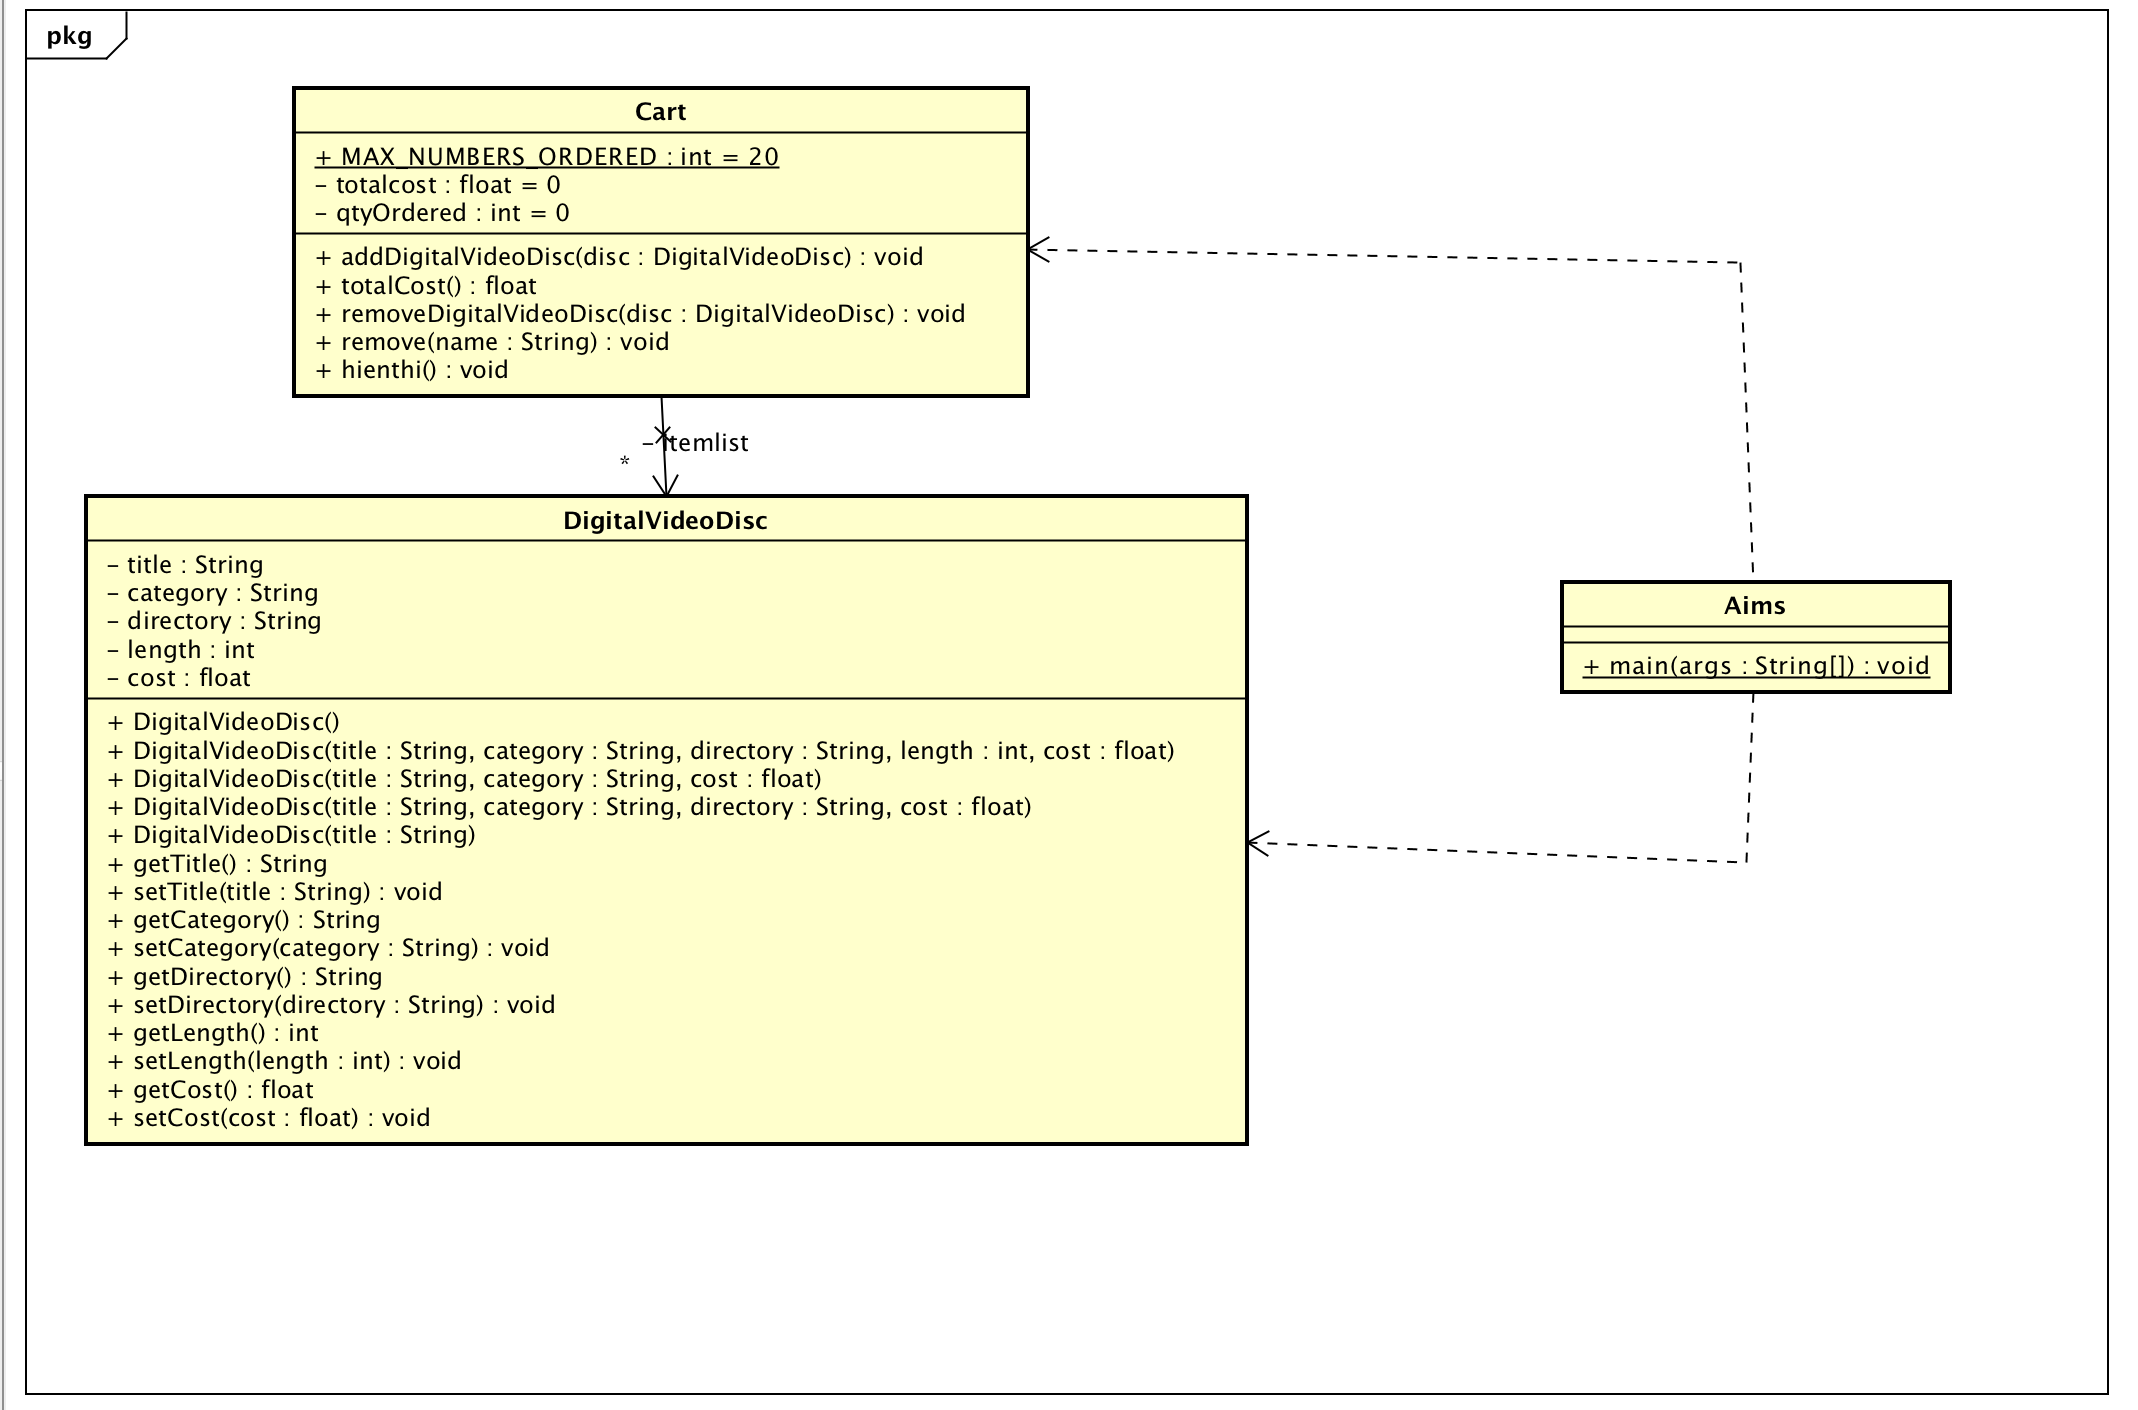 pkg
Cart
+ MAX_NUMBERS_ORDERED : int = 20
- totalcost : float = 0
- qtyOrdered : int = 0
+ addDigitalVideoDisc(disc : DigitalVideoDisc) : void
+ totalCost() : float
+ removeDigitalVideoDisc(disc : DigitalVideoDisc) : void
+ remove(name : String) : void
+ hienthi() : void
- itemlist
*
DigitalVideoDisc
- title : String
- category : String
- directory : String
- length : int
- cost : float
+ DigitalVideoDisc()
+ DigitalVideoDisc(title : String, category : String, directory : String, length : int, cost : float)
+ DigitalVideoDisc(title : String, category : String, cost : float)
+ DigitalVideoDisc(title : String, category : String, directory : String, cost : float)
+ DigitalVideoDisc(title : String)
+ getTitle() : String
+ setTitle(title : String) : void
+ getCategory() : String
+ setCategory(category : String) : void
+ getDirectory() : String
+ setDirectory(directory : String) : void
+ getLength() : int
+ setLength(length : int) : void
+ getCost() : float
+ setCost(cost : float) : void
Aims
+ main(args : String[]) : void